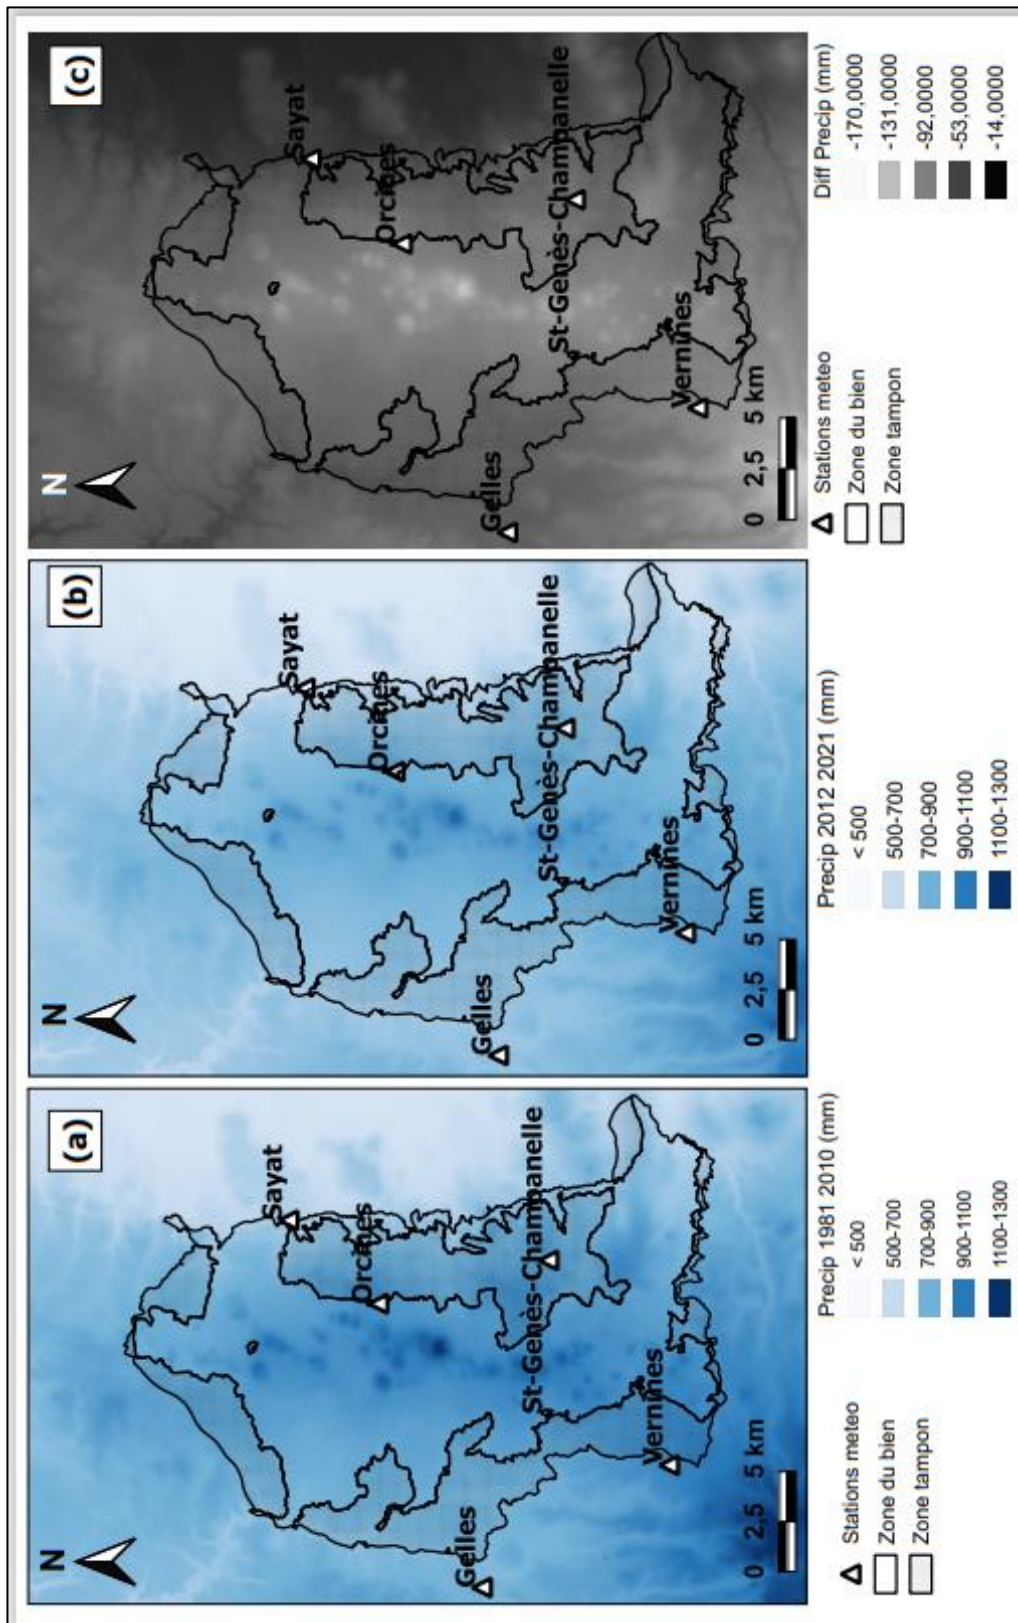 (a)
N
Sayat
Orcines
St-Genès-Champanelle
Gelles
Vernines
0 2,5 5 km
Stations meteo
Zone du bien
Zone tampon
Precip 1981 2010 (mm)
< 500
500-700
700-900
900-1100
1100-1300
(b)
N
Sayat
Orcines
St-Genès-Champanelle
Gelles
Vernines
0 2,5 5 km
Precip 2012 2021 (mm)
< 500
500-700
700-900
900-1100
1100-1300
(c)
N
Sayat
Orcines
St-Genès-Champanelle
Gelles
Vernines
0 2,5 5 km
Stations meteo
Zone du bien
Zone tampon
Diff Precip (mm)
-170,0000
-131,0000
-92,0000
-53,0000
-14,0000